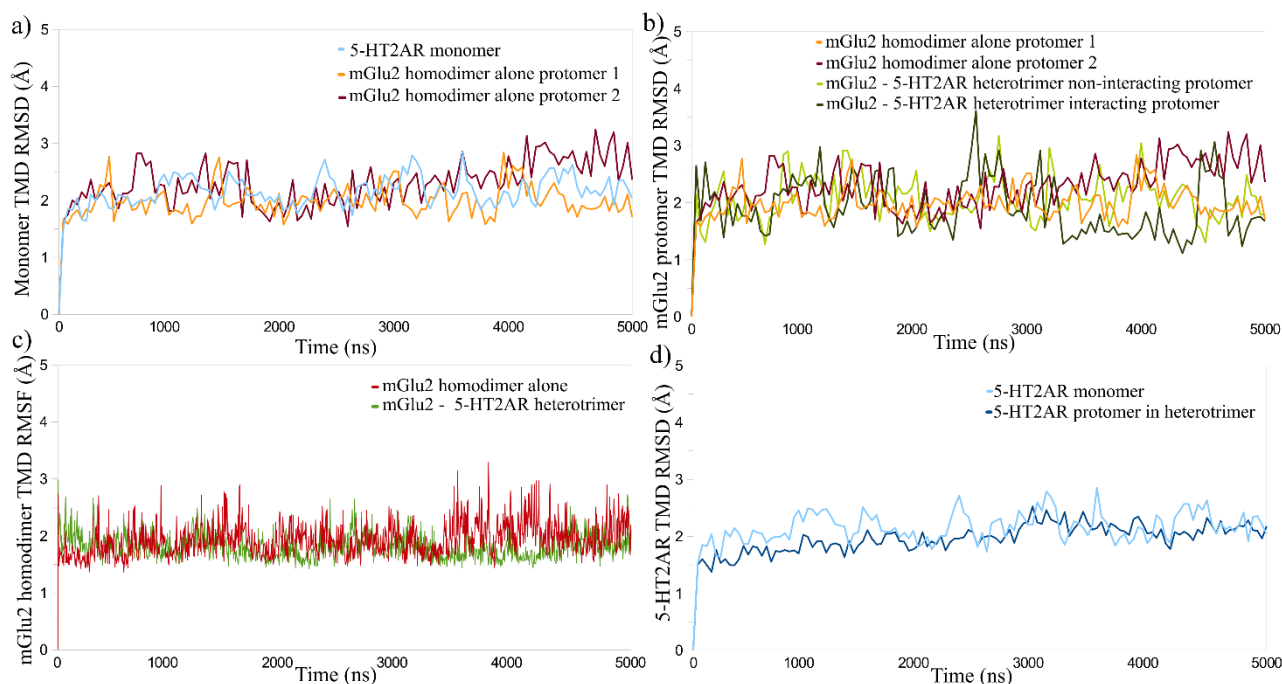 a)
Monomer TMD RMSD (Å)
5
4
3
2
1
0
5-HT2AR monomer
mGlu2 homodimer alone protomer 1
mGlu2 homodimer alone protomer 2
0 1000 2000 3000 4000 5000
Time (ns)
b)
mGlu2 protomer TMD RMSD (Å)
5
4
3
2
1
0
mGlu2 homodimer alone protomer 1
mGlu2 homodimer alone protomer 2
mGlu2 - 5-HT2AR heterotrimer non-interacting protomer
mGlu2 - 5-HT2AR heterotrimer interacting protomer
0 1000 2000 3000 4000 5000
Time (ns)
c)
mGlu2 homodimer TMD RMSF (Å)
5
4
3
2
1
0
mGlu2 homodimer alone
mGlu2 - 5-HT2AR heterotrimer
0 1000 2000 3000 4000 5000
Time (ns)
d)
5-HT2AR TMD RMSD (Å)
5
4
3
2
1
0
5-HT2AR monomer
5-HT2AR protomer in heterotrimer
0 1000 2000 3000 4000 5000
Time (ns)